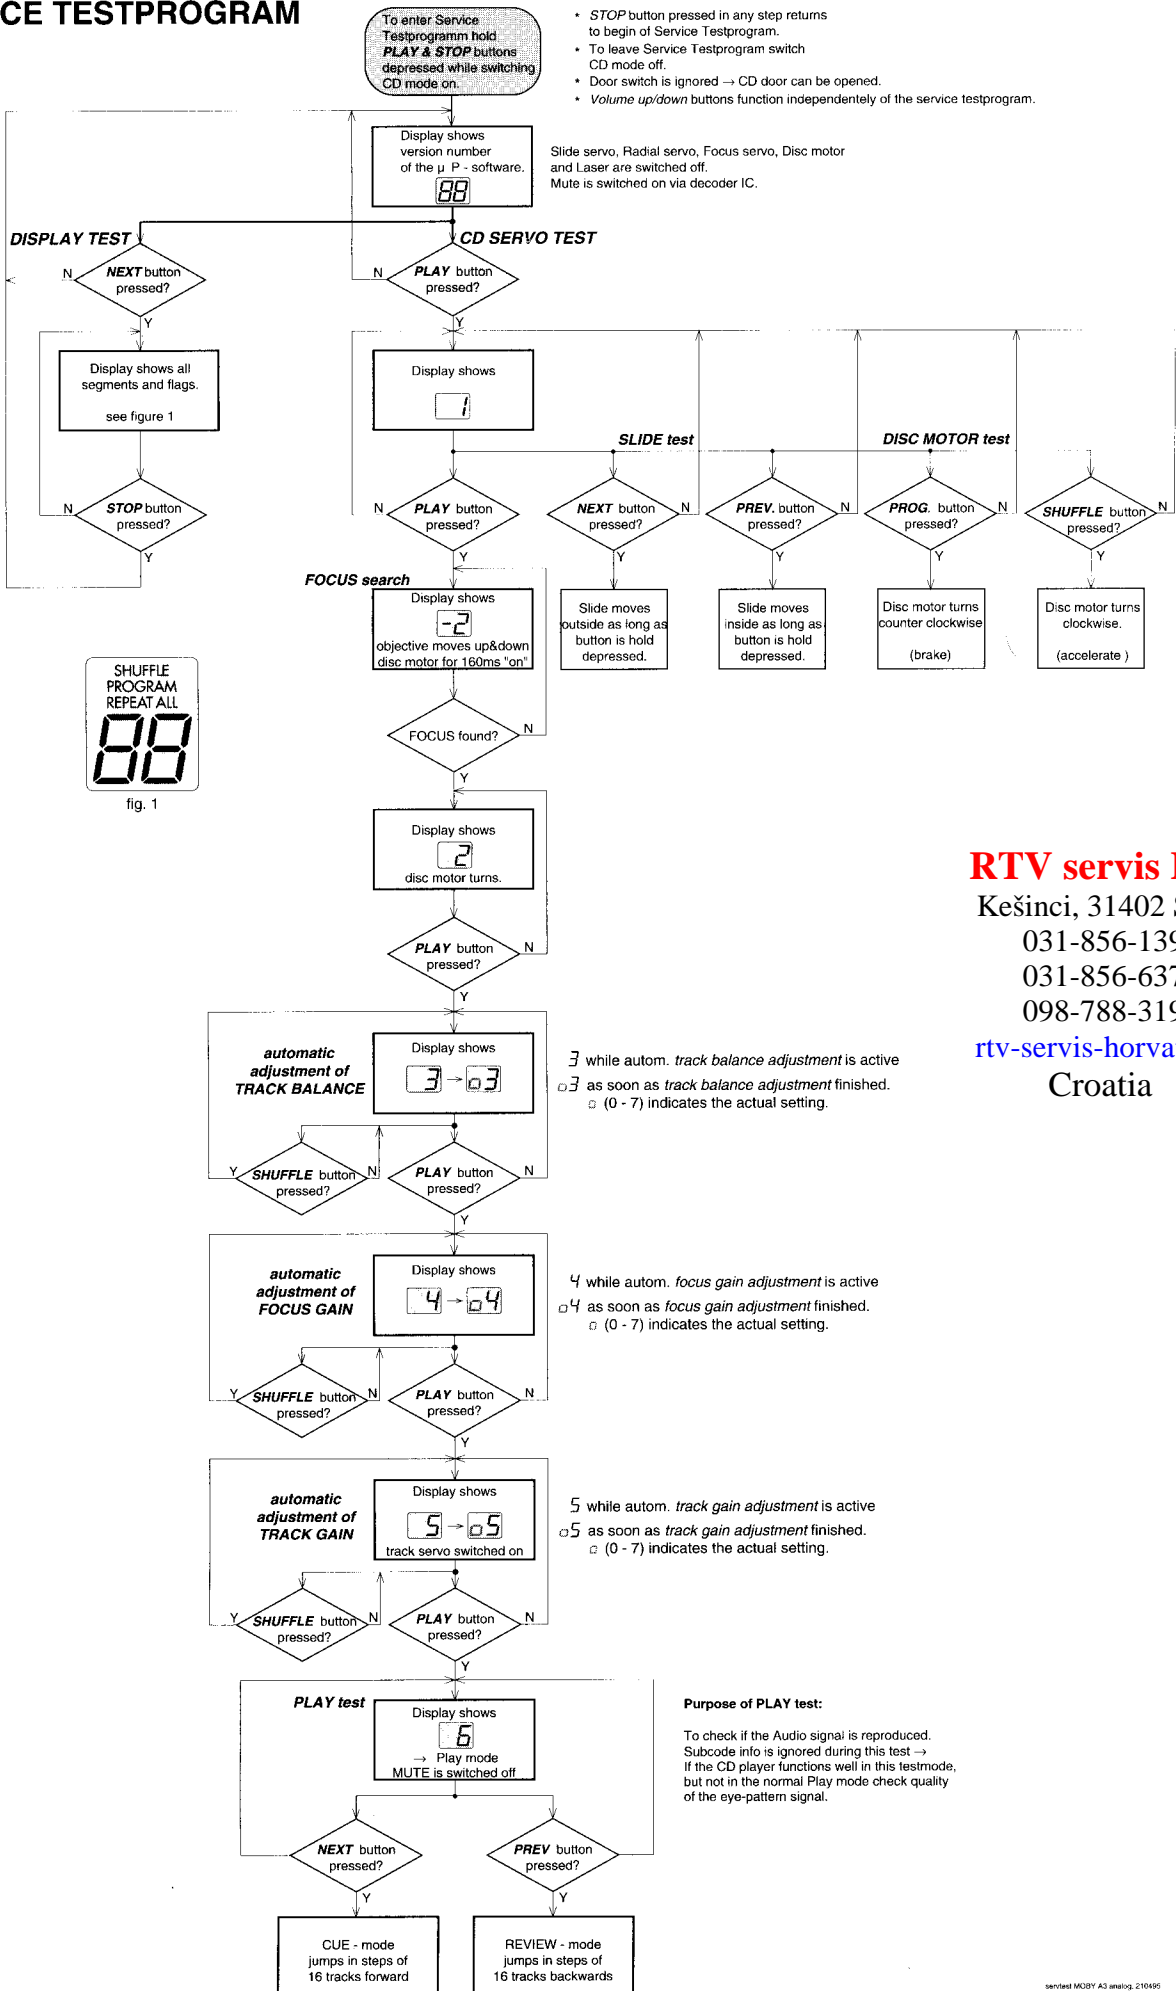 CE TESTPROGRAM
To enter Service
Testprogramm hold
PLAY & STOP buttons
depressed while switching
CD mode on.
* STOP button pressed in any step returns
to begin of Service Testprogram.
* To leave Service Testprogram switch
CD mode off.
* Door switch is ignored → CD door can be opened.
* Volume up/down buttons function independentely of the service testprogram.
Display shows
version number
of the µ P - software.
88
Slide servo, Radial servo, Focus servo, Disc motor
and Laser are switched off.
Mute is switched on via decoder IC.
DISPLAY TEST
CD SERVO TEST
N
NEXT button
pressed?
Y
N
PLAY button
pressed?
Y
Display shows all
segments and flags.
see figure 1
Display shows
1
SLIDE test
DISC MOTOR test
N
STOP button
pressed?
Y
N
PLAY button
pressed?
Y
NEXT button
pressed?
N
Y
PREV. button
pressed?
N
Y
PROG. button
pressed?
N
Y
SHUFFLE button
pressed?
N
Y
FOCUS search
Display shows
-2
objective moves up&down
disc motor for 160ms "on"
Slide moves
outside as long as
button is hold
depressed.
Slide moves
inside as long as
button is hold
depressed.
Disc motor turns
counter clockwise
(brake)
Disc motor turns
clockwise.
(accelerate )
SHUFFLE
PROGRAM
REPEAT ALL
88
fig. 1
FOCUS found?
N
Y
Display shows
2
disc motor turns.
PLAY button
pressed?
N
Y
RTV servis
Kešinci, 31402
031-856-139
031-856-637
098-788-319
rtv-servis-horva
Croatia
automatic
adjustment of
TRACK BALANCE
Display shows
3 → o3
3 while autom. track balance adjustment is active
o3 as soon as track balance adjustment finished.
o (0 - 7) indicates the actual setting.
Y
SHUFFLE button
pressed?
N
PLAY button
pressed?
N
Y
automatic
adjustment of
FOCUS GAIN
Display shows
4 → o4
4 while autom. focus gain adjustment is active
o4 as soon as focus gain adjustment finished.
o (0 - 7) indicates the actual setting.
Y
SHUFFLE button
pressed?
N
PLAY button
pressed?
N
Y
automatic
adjustment of
TRACK GAIN
Display shows
5 → o5
track servo switched on
5 while autom. track gain adjustment is active
o5 as soon as track gain adjustment finished.
o (0 - 7) indicates the actual setting.
Y
SHUFFLE button
pressed?
N
PLAY button
pressed?
N
Y
PLAY test
Display shows
6
→ Play mode
MUTE is switched off
Purpose of PLAY test:
To check if the Audio signal is reproduced.
Subcode info is ignored during this test →
If the CD player functions well in this testmode,
but not in the normal Play mode check quality
of the eye-pattern signal.
NEXT button
pressed?
Y
PREV button
pressed?
Y
CUE - mode
jumps in steps of
16 tracks forward
REVIEW - mode
jumps in steps of
16 tracks backwards
servtest MOBY A3 analog, 210495